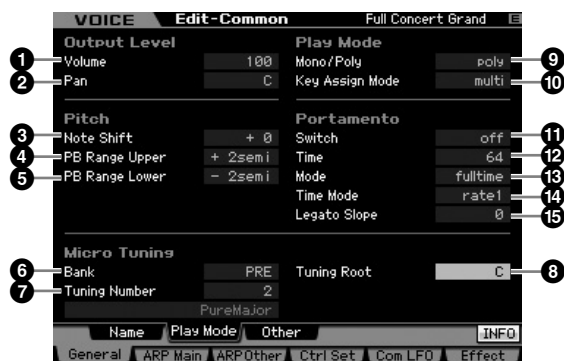 VOICE Edit-Common Full Concert Grand E
Output Level Play Mode
1 Volume 100 Mono/Poly poly 9
2 Pan C Key Assign Mode multi 10
Pitch Portamento
3 Note Shift + 0 Switch off 11
4 PB Range Upper + 2semi Time 64 12
5 PB Range Lower - 2semi Mode fulltime 13
Time Mode rate1 14
Legato Slope 0 15
Micro Tuning
6 Bank PRE Tuning Root C 8
7 Tuning Number 2
PureMajor
Name Play Mode Other INFO
General ARP Main ARP Other Ctrl Set Com LFO Effect